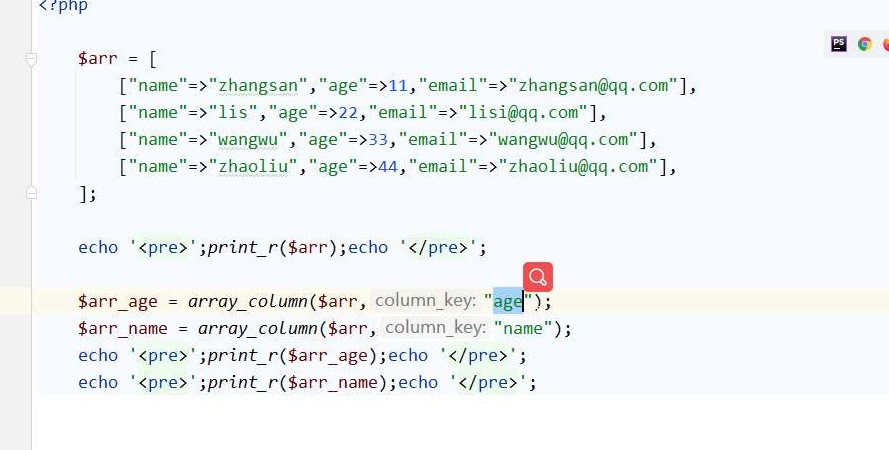 <?php
$arr = [
["name"=>"zhangsan","age"=>11,"email"=>"zhangsan@qq.com"],
["name"=>"lis","age"=>22,"email"=>"lisi@qq.com"],
["name"=>"wangwu","age"=>33,"email"=>"wangwu@qq.com"],
["name"=>"zhaoliu","age"=>44,"email"=>"zhaoliu@qq.com"],
];
echo '<pre>';print_r($arr);echo '</pre>';
$arr_age = array_column($arr, column_key: "age");
$arr_name = array_column($arr, column_key: "name");
echo '<pre>';print_r($arr_age);echo '</pre>';
echo '<pre>';print_r($arr_name);echo '</pre>';
PS